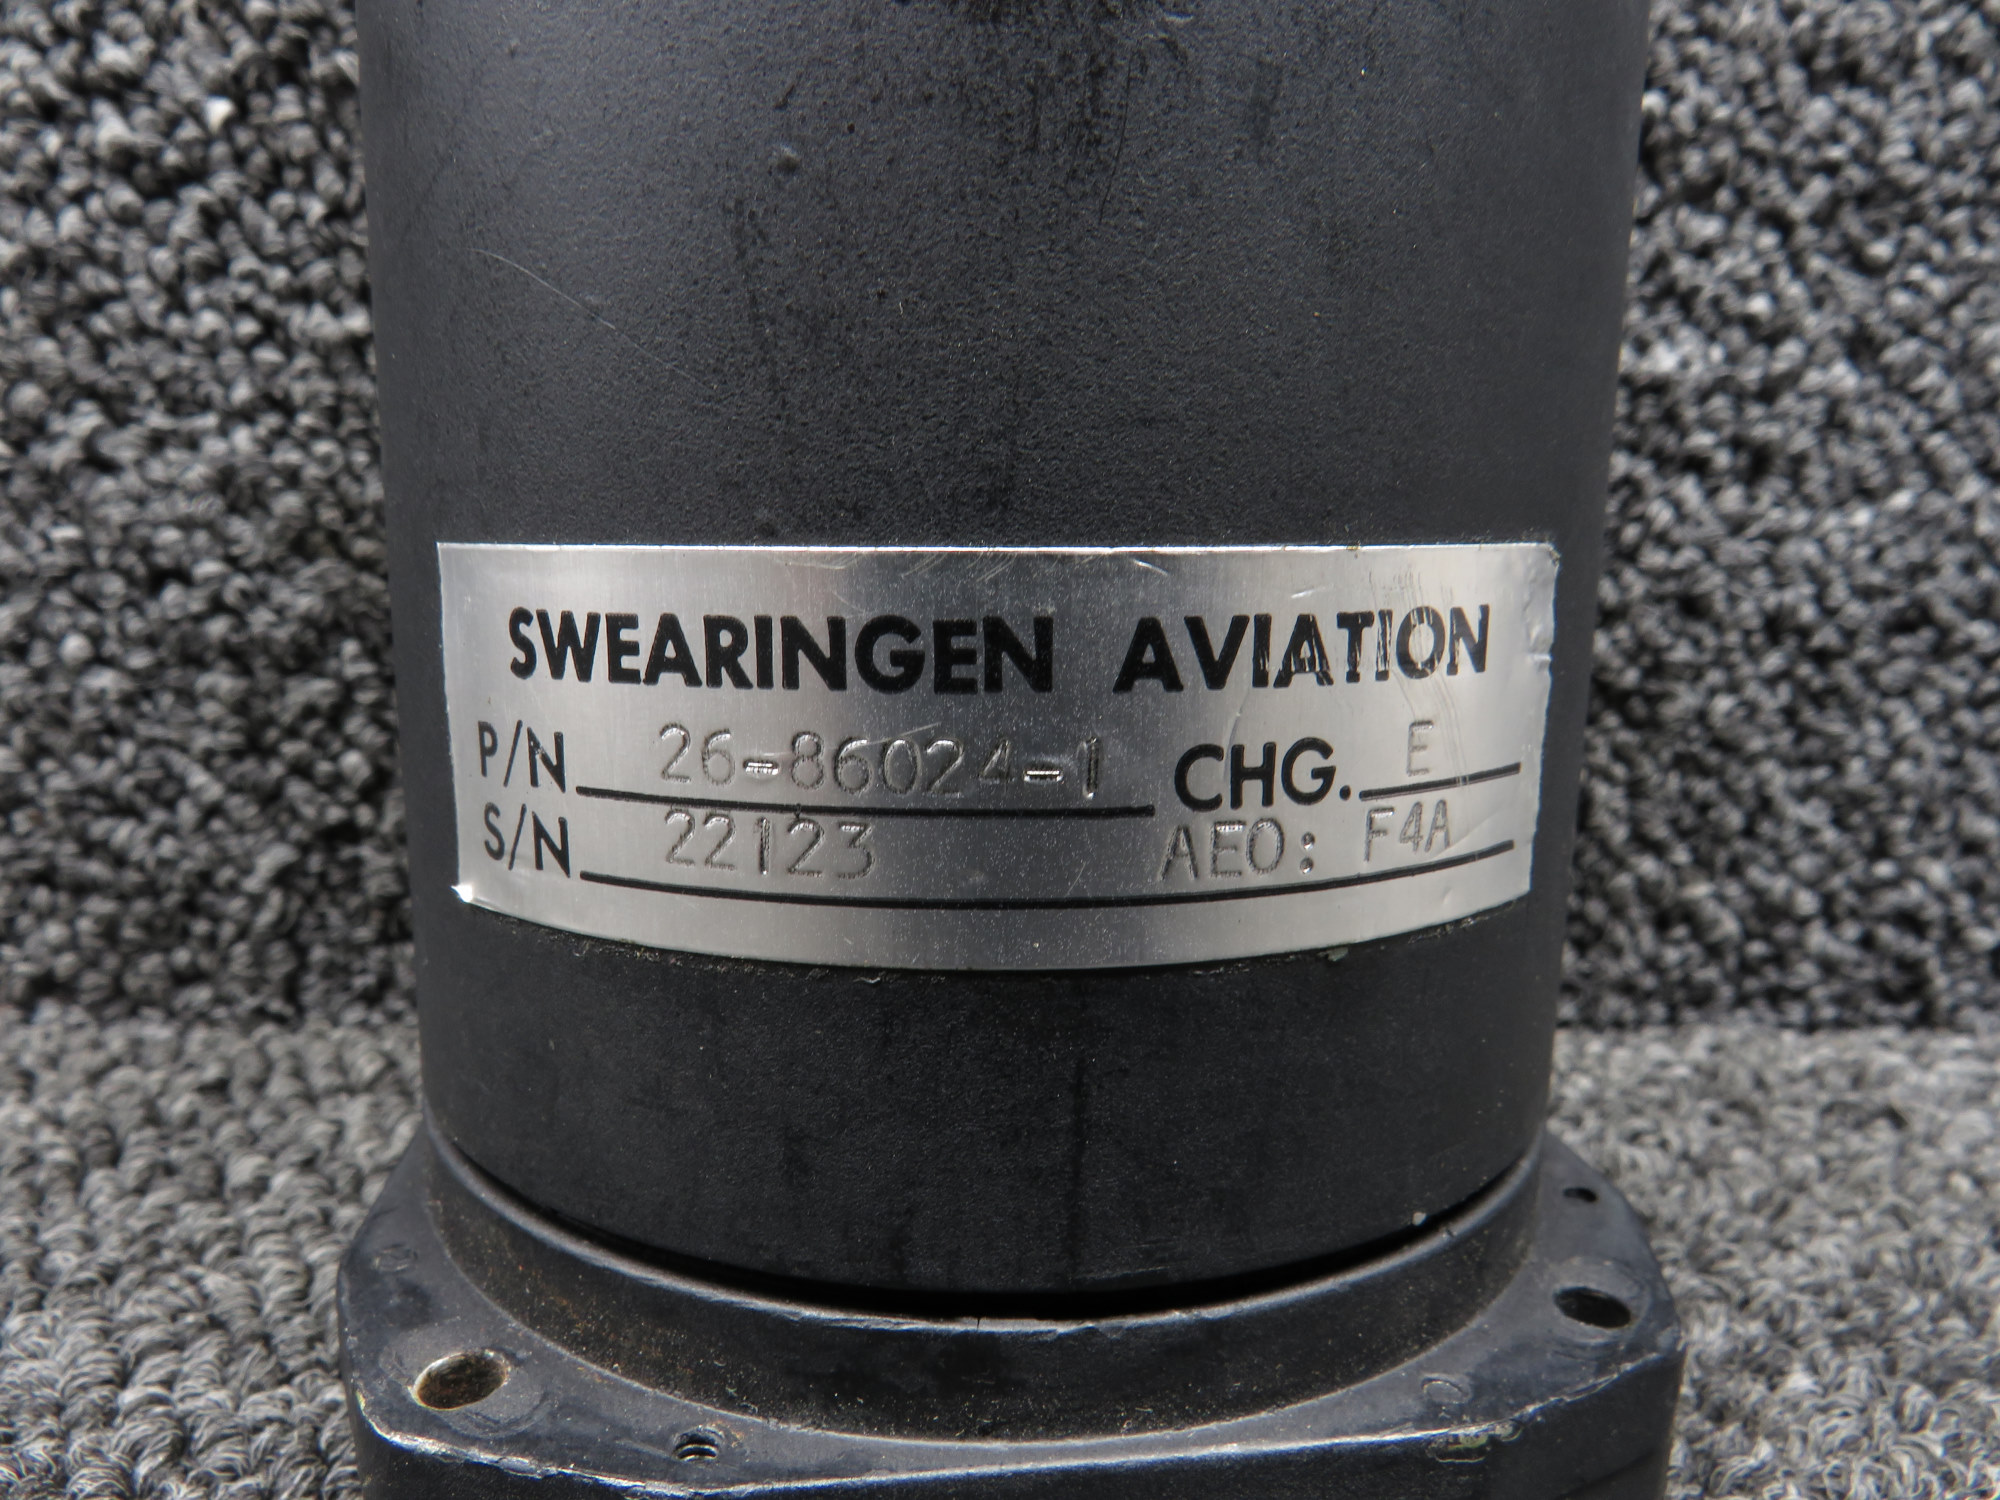 SWEARINGEN AVIATION
P/N 26-86024-1 CHG. E
S/N 22123 AEO: F4A